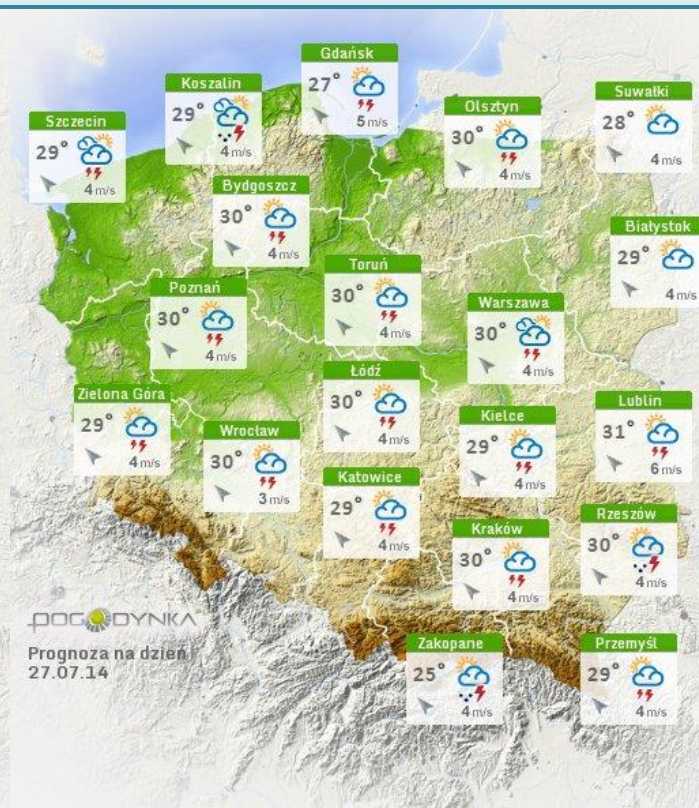 Gdańsk
27°
5 m/s
Koszalin
29°
4 m/s
Suwałki
28°
4 m/s
Olsztyn
30°
4 m/s
Szczecin
29°
4 m/s
Bydgoszcz
30°
4 m/s
Białystok
29°
4 m/s
Toruń
30°
4 m/s
Poznań
30°
4 m/s
Warszawa
30°
4 m/s
Łódź
30°
4 m/s
Zielona Góra
29°
4 m/s
Lublin
31°
6 m/s
Kielce
29°
4 m/s
Wrocław
30°
3 m/s
Katowice
29°
4 m/s
Rzeszów
30°
4 m/s
Kraków
30°
4 m/s
POGODYNKA
Prognoza na dzień
27.07.14
Zakopane
25°
4 m/s
Przemyśl
29°
4 m/s